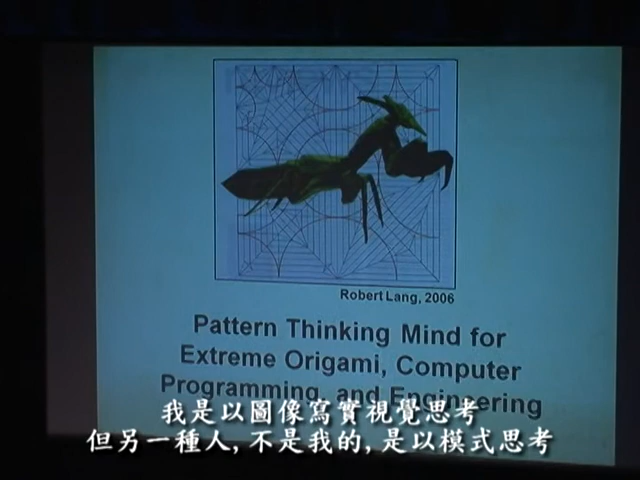 Robert Lang, 2006
Pattern Thinking Mind for
Extreme Origami, Computer
Programming, and Engineering
我是以圖像寫實視覺思考
但另一種人,不是我的,是以模式思考